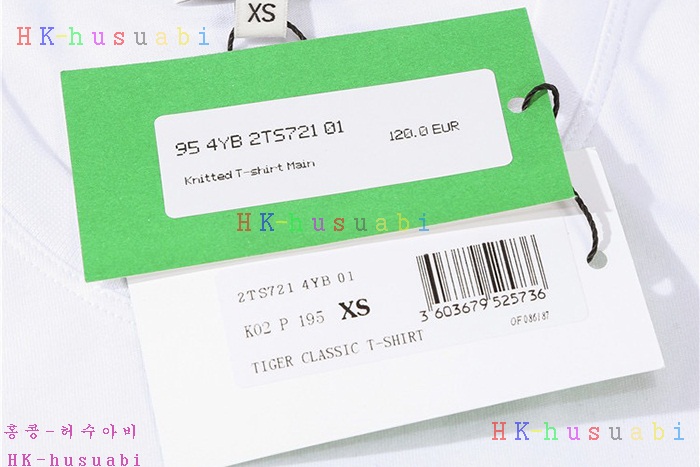 XS
HK-husuabi
95 4YB 2TS721 01
120.0 EUR
Knitted T-shirt Main
HK-husuabi
2TS721 4YB 01
K02 P 195 XS
3 603679 525736
OF086187
TIGER CLASSIC T-SHIRT
홍콩-허수아비
HK-husuabi
HK-husuabi